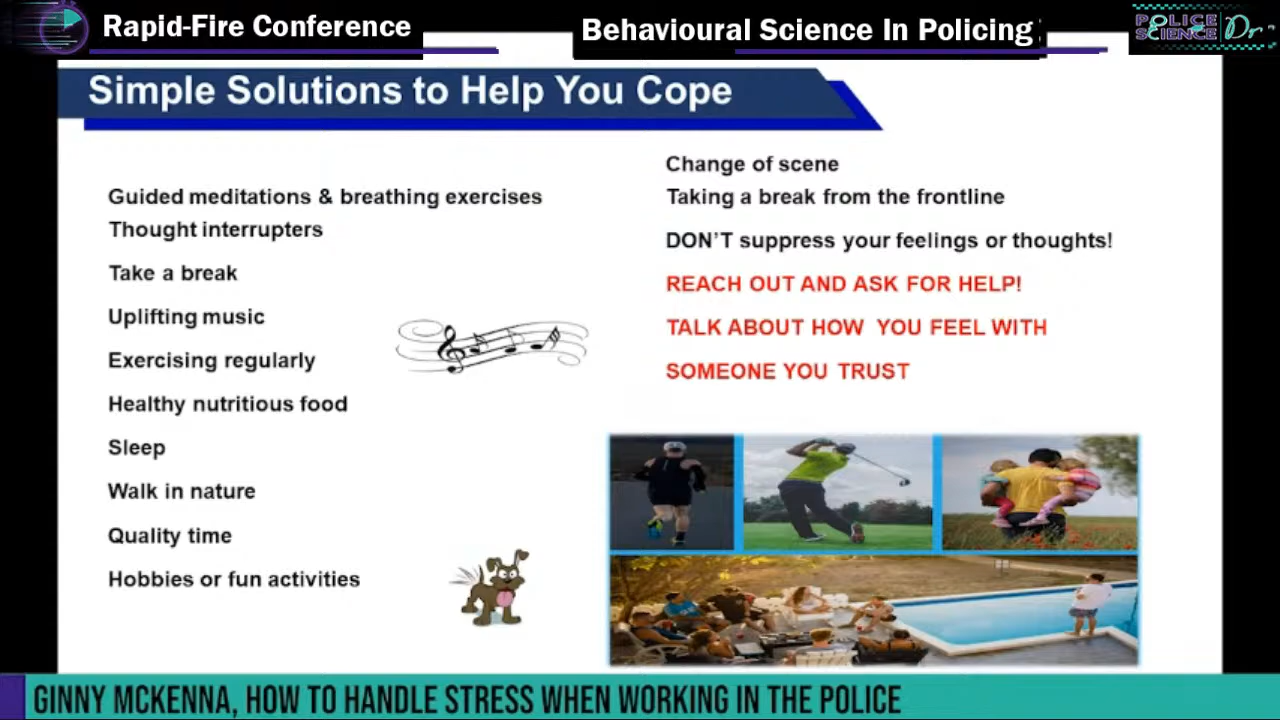 Rapid-Fire Conference
Behavioural Science In Policing
POLICE
SCIENCE Dr
Simple Solutions to Help You Cope
Guided meditations & breathing exercises
Thought interrupters
Take a break
Uplifting music
Exercising regularly
Healthy nutritious food
Sleep
Walk in nature
Quality time
Hobbies or fun activities
Change of scene
Taking a break from the frontline
DON'T suppress your feelings or thoughts!
REACH OUT AND ASK FOR HELP!
TALK ABOUT HOW YOU FEEL WITH
SOMEONE YOU TRUST
GINNY MCKENNA, HOW TO HANDLE STRESS WHEN WORKING IN THE POLICE